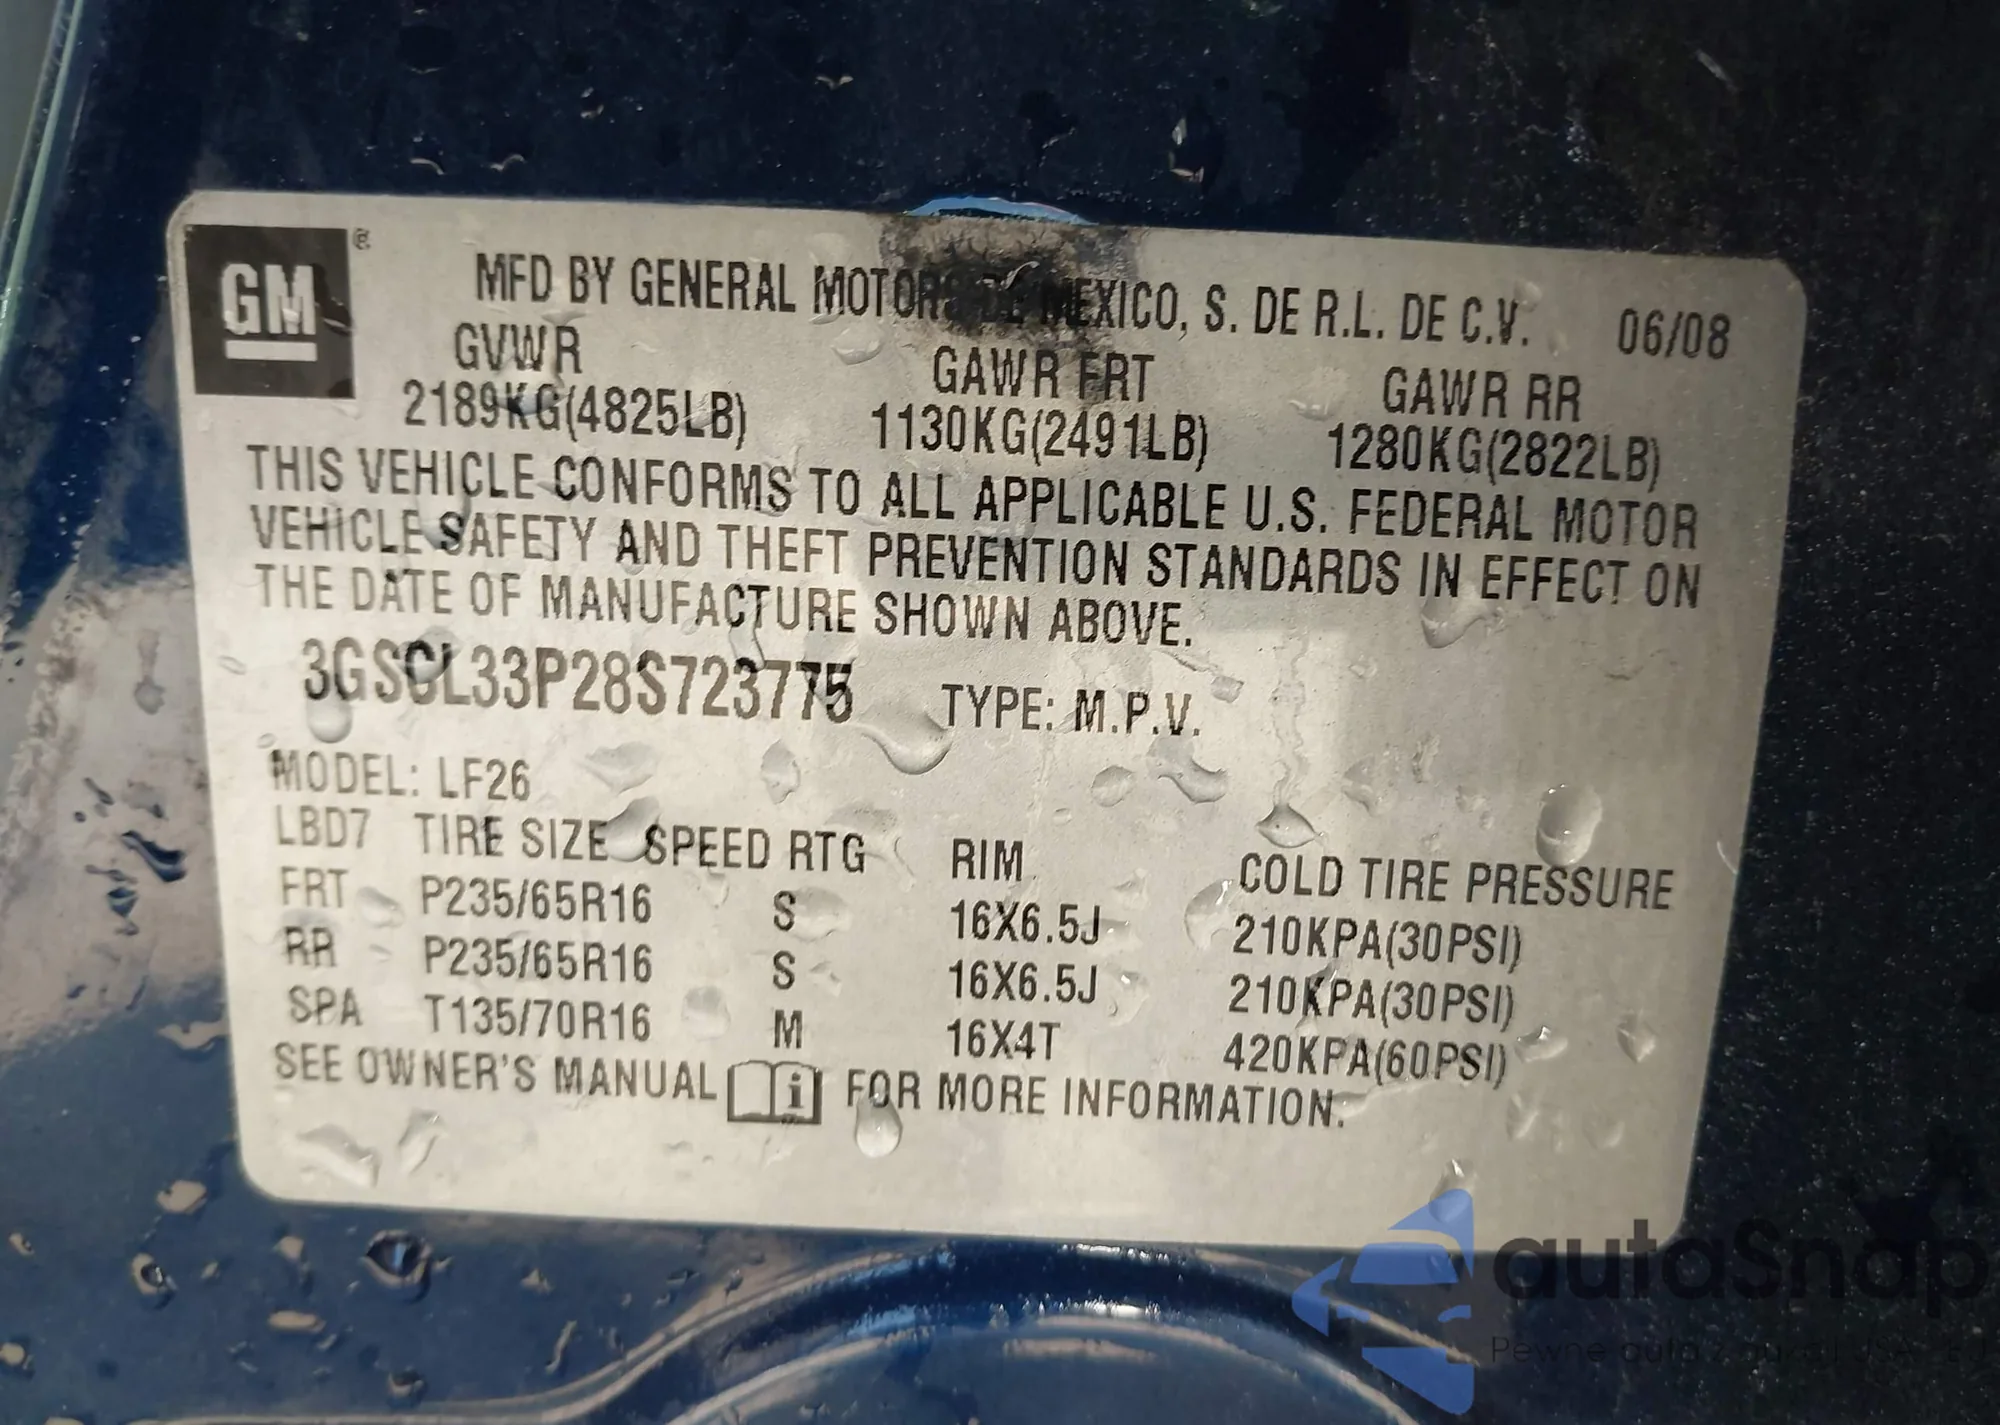 GM®
MFD BY GENERAL MOTORS DE MEXICO, S. DE R.L. DE C.V. 06/08
GVWR GAWR FRT GAWR RR
2189KG(4825LB) 1130KG(2491LB) 1280KG(2822LB)
THIS VEHICLE CONFORMS TO ALL APPLICABLE U.S. FEDERAL MOTOR
VEHICLE SAFETY AND THEFT PREVENTION STANDARDS IN EFFECT ON
THE DATE OF MANUFACTURE SHOWN ABOVE.
3GSCL33P28S723775 TYPE: M.P.V.
MODEL: LF26
LBD7 TIRE SIZE SPEED RTG RIM COLD TIRE PRESSURE
FRT P235/65R16 S 16X6.5J 210KPA(30PSI)
RR P235/65R16 S 16X6.5J 210KPA(30PSI)
SPA T135/70R16 M 16X4T 420KPA(60PSI)
SEE OWNER'S MANUAL i FOR MORE INFORMATION.
autaSnap
Pewne auta z